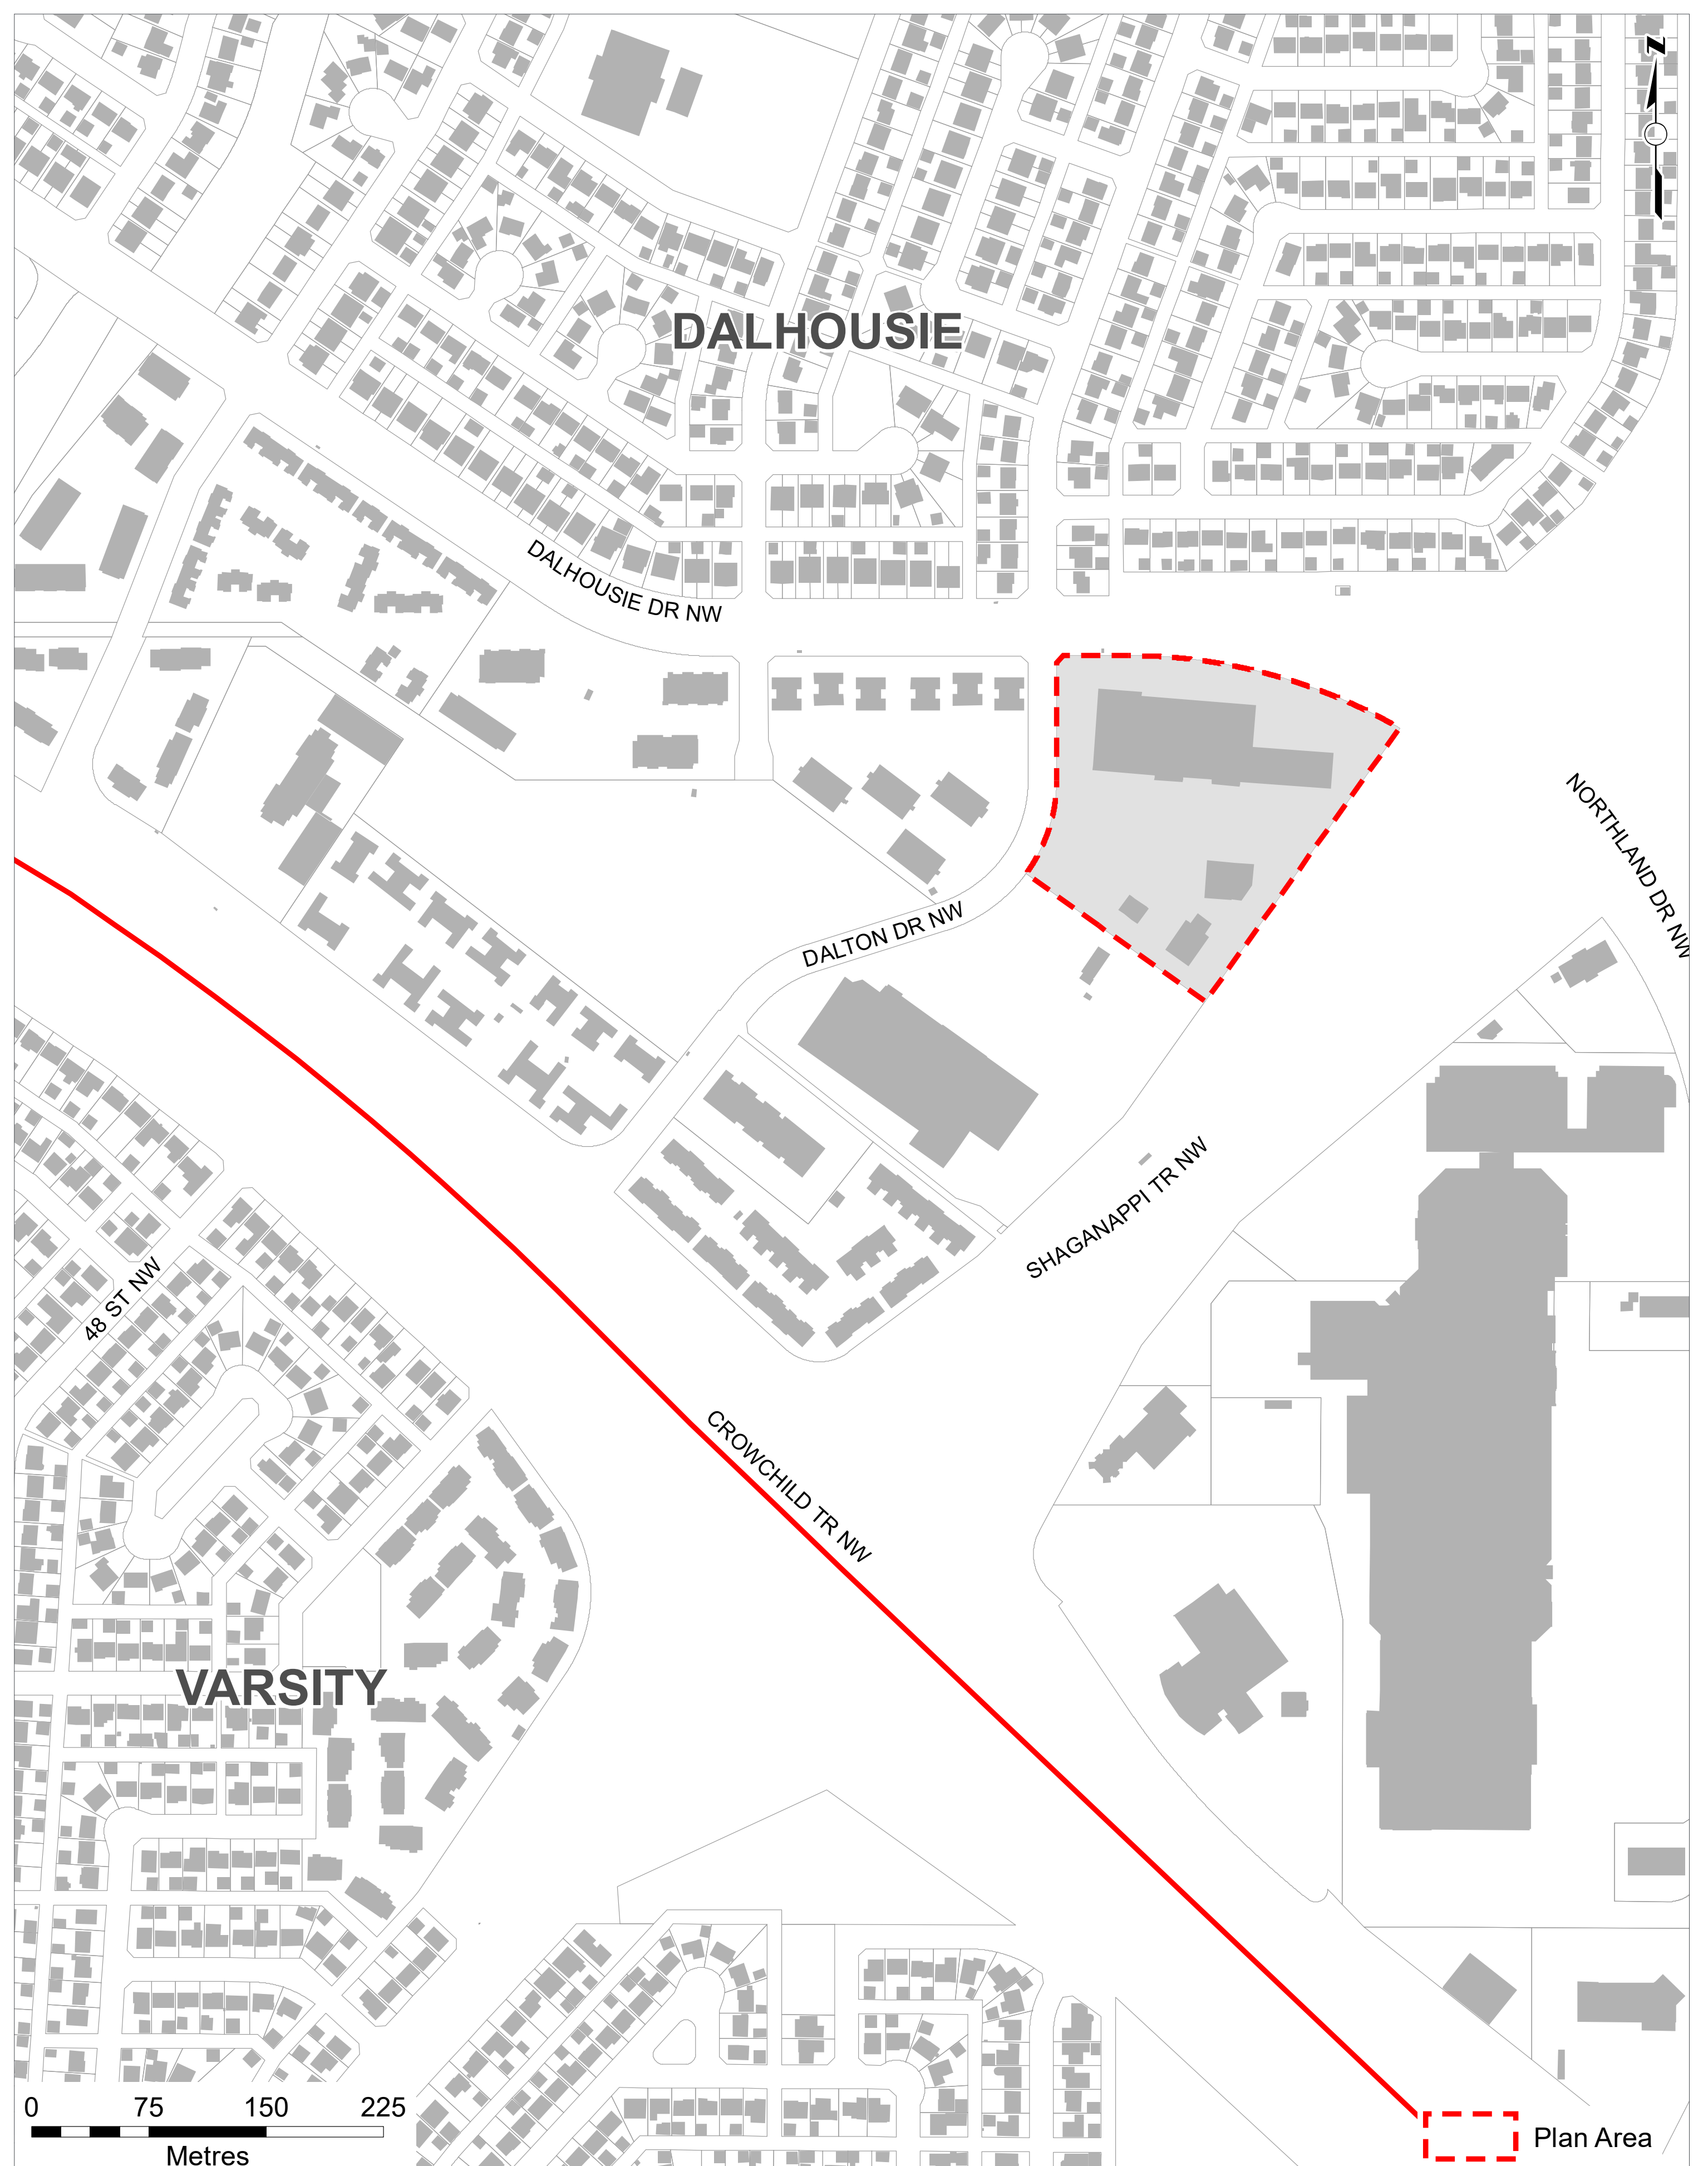 N
DALHOUSIE
DALHOUSIE DR NW
NORTHLAND DR NW
DALTON DR NW
SHAGANAPPI TR NW
48 ST NW
CROWCHILD TR NW
VARSITY
0 75 150 225
Metres
Plan Area